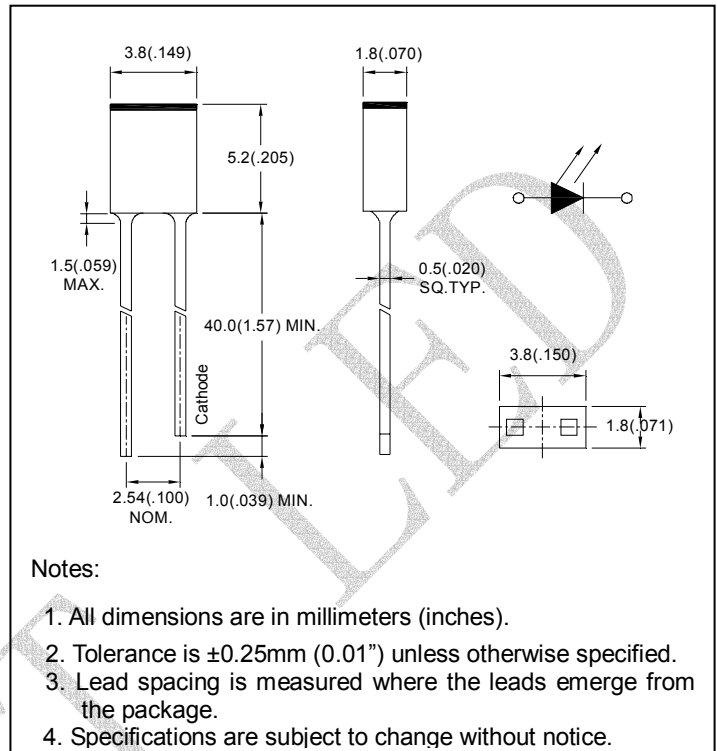 3.8(.149)
1.8(.070)
5.2(.205)
1.5(.059)
MAX.
0.5(.020)
SQ.TYP.
40.0(1.57) MIN.
Cathode
3.8(.150)
1.8(.071)
2.54(.100)
NOM.
1.0(.039) MIN.
LED
Notes:
1. All dimensions are in millimeters (inches).
2. Tolerance is ±0.25mm (0.01”) unless otherwise specified.
3. Lead spacing is measured where the leads emerge from
the package.
4. Specifications are subject to change without notice.